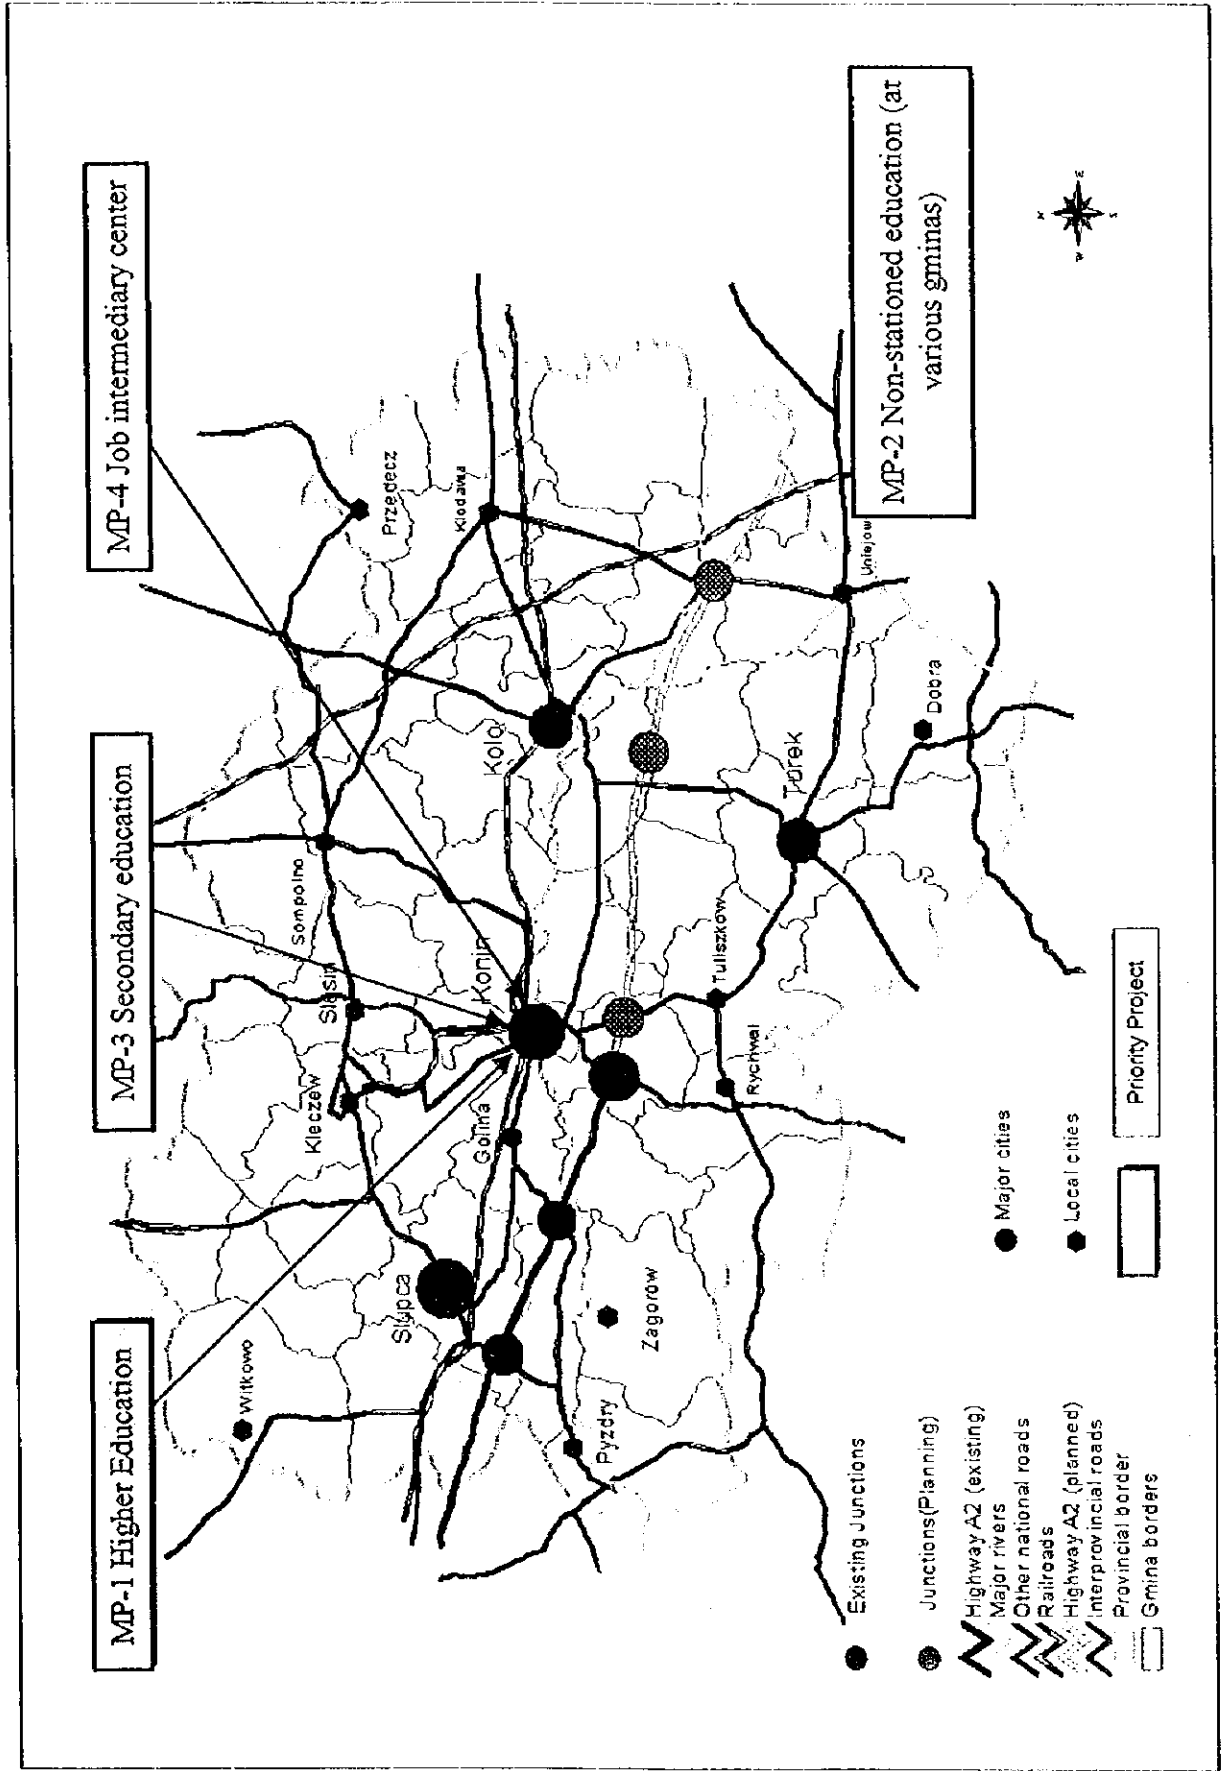 MP-1 Higher Education
MP-3 Secondary education
MP-4 Job intermediary center
Witkowo
Kleczew
Slesin
Sompolno
Przedecz
Klodawa
Slupca
Golina
Konin
Kolo
Pyzdry
Zagorow
Rychwal
Tuliszkow
Turek
Dobra
Uniejow
MP-2 Non-stationed education (at
various gminas)
N
W
E
S
Existing Junctions
Junctions(Planning)
Highway A2 (existing)
Major rivers
Other national roads
Railroads
Highway A2 (planned)
Interprovincial roads
Provincial border
Gmina borders
Major cities
Local cities
Priority Project